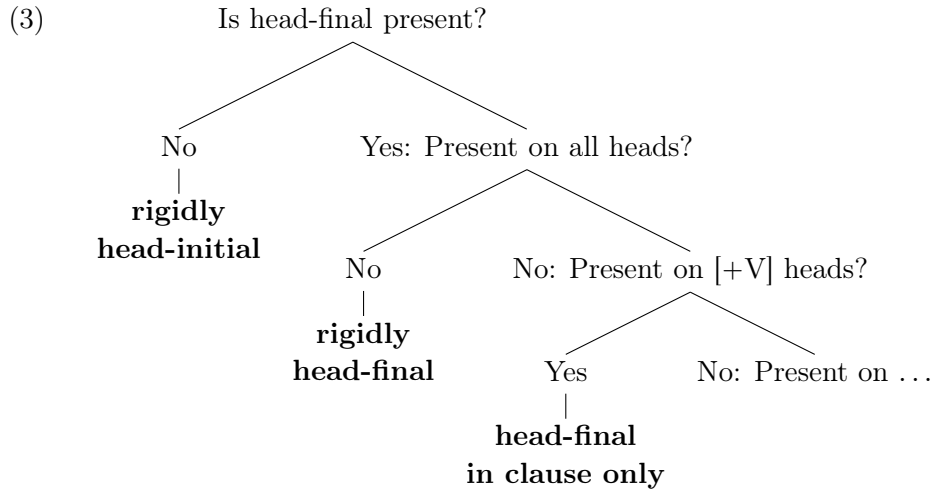 (3) Is head-final present?
No Yes: Present on all heads?
rigidly
head-initial
No No: Present on [+V] heads?
rigidly
head-final
Yes No: Present on …
head-final
in clause only